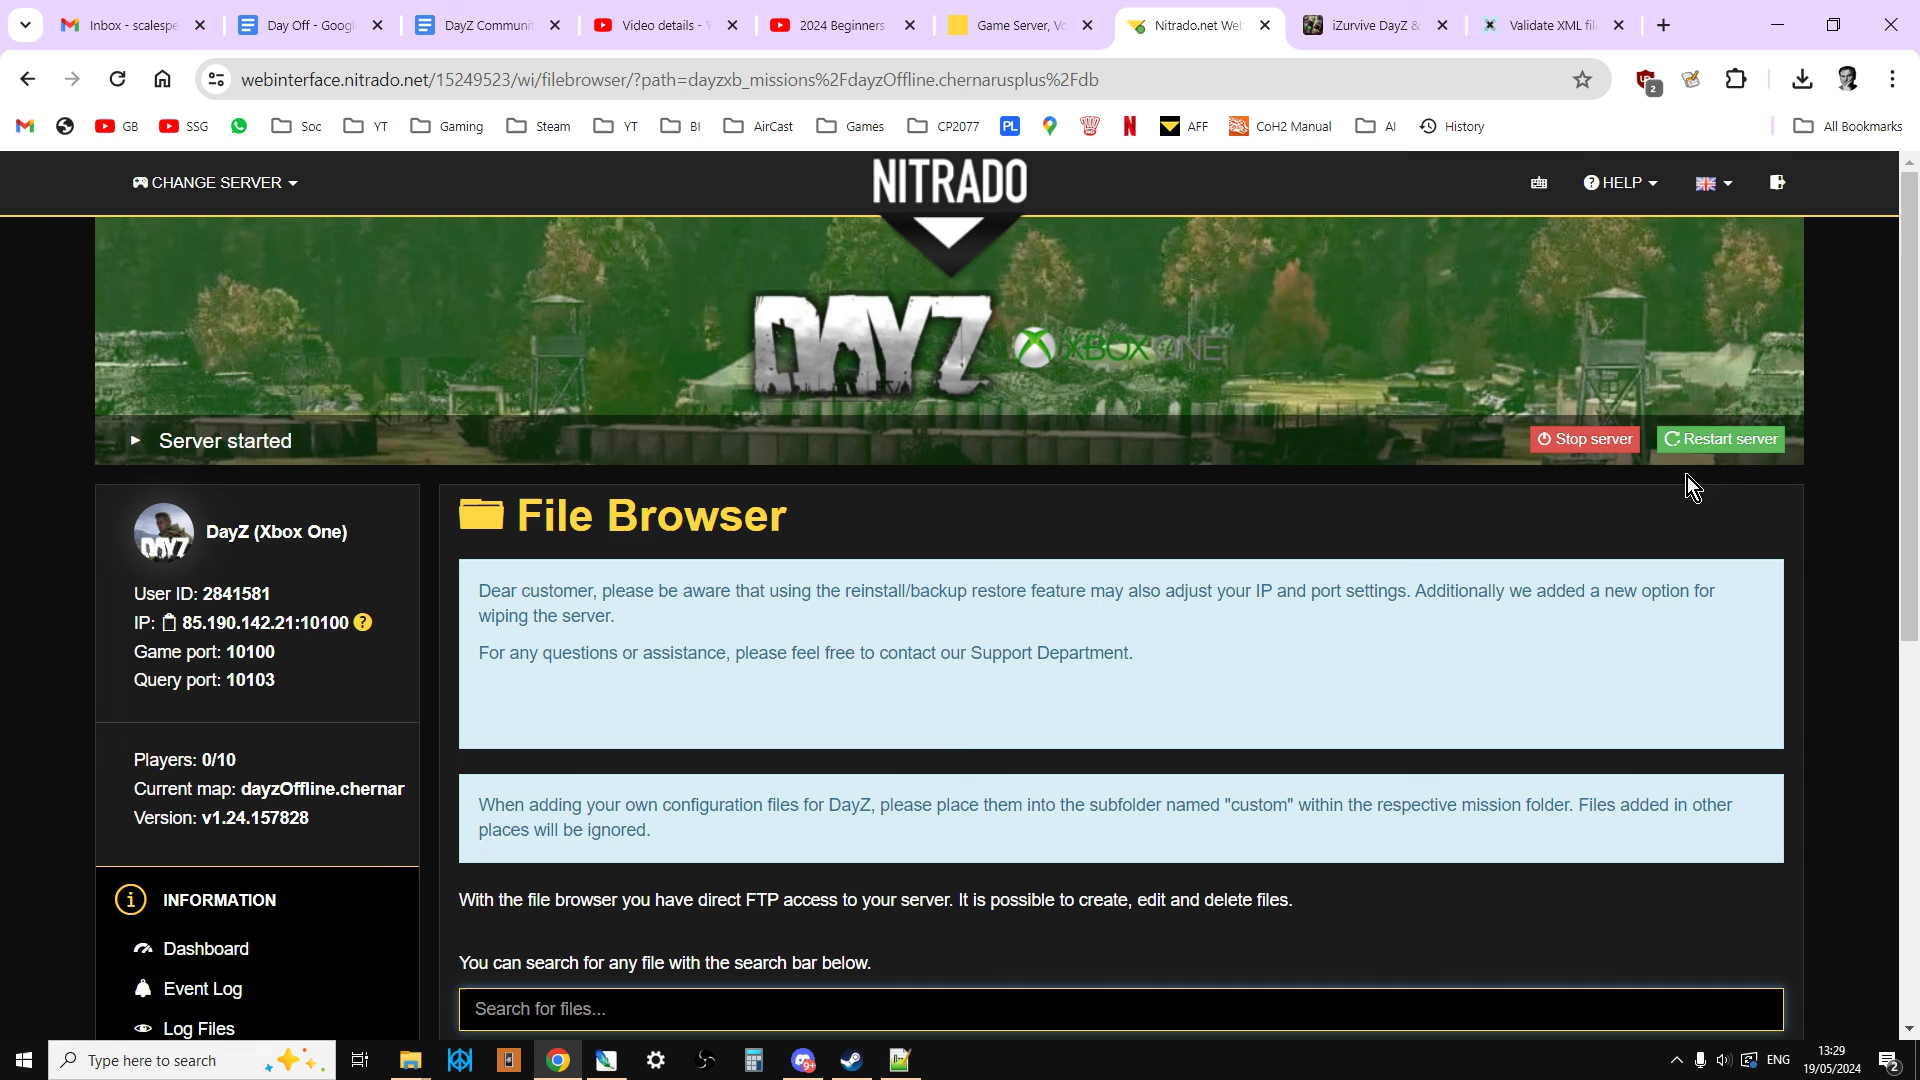 Inbox - scalespe
Day Off - Googl
DayZ Communit
Video details - Y
2024 Beginners
Game Server, Vo
Nitrado.net Web
iZurvive DayZ &
Validate XML fil
webinterface.nitrado.net/15249523/wi/filebrowser/?path=dayzxb_missions%2FdayzOffline.chernarusplus%2Fdb
2
GB
SSG
Soc
YT
Gaming
Steam
YT
BI
AirCast
Games
CP2077
PL
N
AFF
CoH2 Manual
AI
History
All Bookmarks
CHANGE SERVER
NITRADO
HELP
DAYZ
XBOX ONE
Server started
Stop server
Restart server
DAYZ
DayZ (Xbox One)
User ID: 2841581
IP: 85.190.142.21:10100 ?
Game port: 10100
Query port: 10103
Players: 0/10
Current map: dayzOffline.chernar
Version: v1.24.157828
INFORMATION
Dashboard
Event Log
Log Files
File Browser
Dear customer, please be aware that using the reinstall/backup restore feature may also adjust your IP and port settings. Additionally we added a new option for
wiping the server.
For any questions or assistance, please feel free to contact our Support Department.
When adding your own configuration files for DayZ, please place them into the subfolder named "custom" within the respective mission folder. Files added in other
places will be ignored.
With the file browser you have direct FTP access to your server. It is possible to create, edit and delete files.
You can search for any file with the search bar below.
Search for files...
Type here to search
9+
ENG
13:29
19/05/2024
2